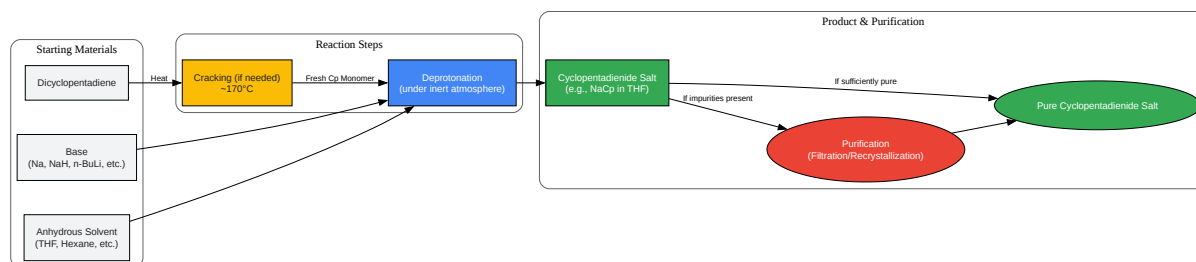 Starting Materials
Dicyclopentadiene
Base
(Na, NaH, n-BuLi, etc.)
Anhydrous Solvent
(THF, Hexane, etc.)
Heat
Reaction Steps
Cracking (if needed)
~170°C
Fresh Cp Monomer
Deprotonation
(under inert atmosphere)
Product & Purification
Cyclopentadienide Salt
(e.g., NaCp in THF)
If sufficiently pure
If impurities present
Purification
(Filtration/Recrystallization)
Pure Cyclopentadienide Salt